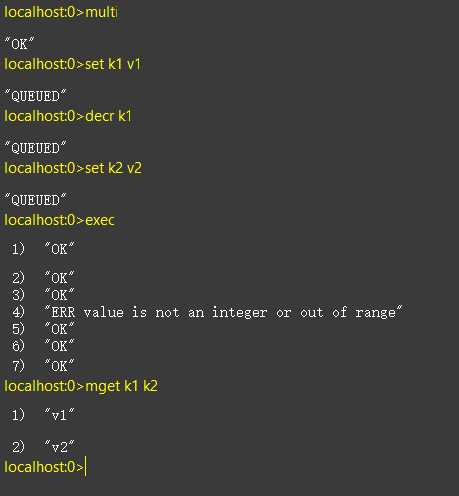 localhost:0>multi
"OK"
localhost:0>set k1 v1
"QUEUED"
localhost:0>decr k1
"QUEUED"
localhost:0>set k2 v2
"QUEUED"
localhost:0>exec
1) "OK"
2) "OK"
3) "OK"
4) "ERR value is not an integer or out of range"
5) "OK"
6) "OK"
7) "OK"
localhost:0>mget k1 k2
1) "v1"
2) "v2"
localhost:0>